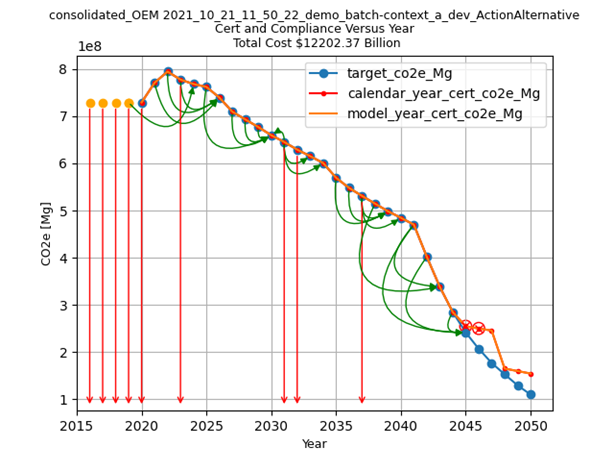 consolidated_OEM 2021_10_21_11_50_22_demo_batch-context_a_dev_ActionAlternative
Cert and Compliance Versus Year
Total Cost $12202.37 Billion
1e8
target_co2e_Mg
calendar_year_cert_co2e_Mg
model_year_cert_co2e_Mg
8
7
6
5
4
3
2
1
CO2e [Mg]
2015 2020 2025 2030 2035 2040 2045 2050
Year